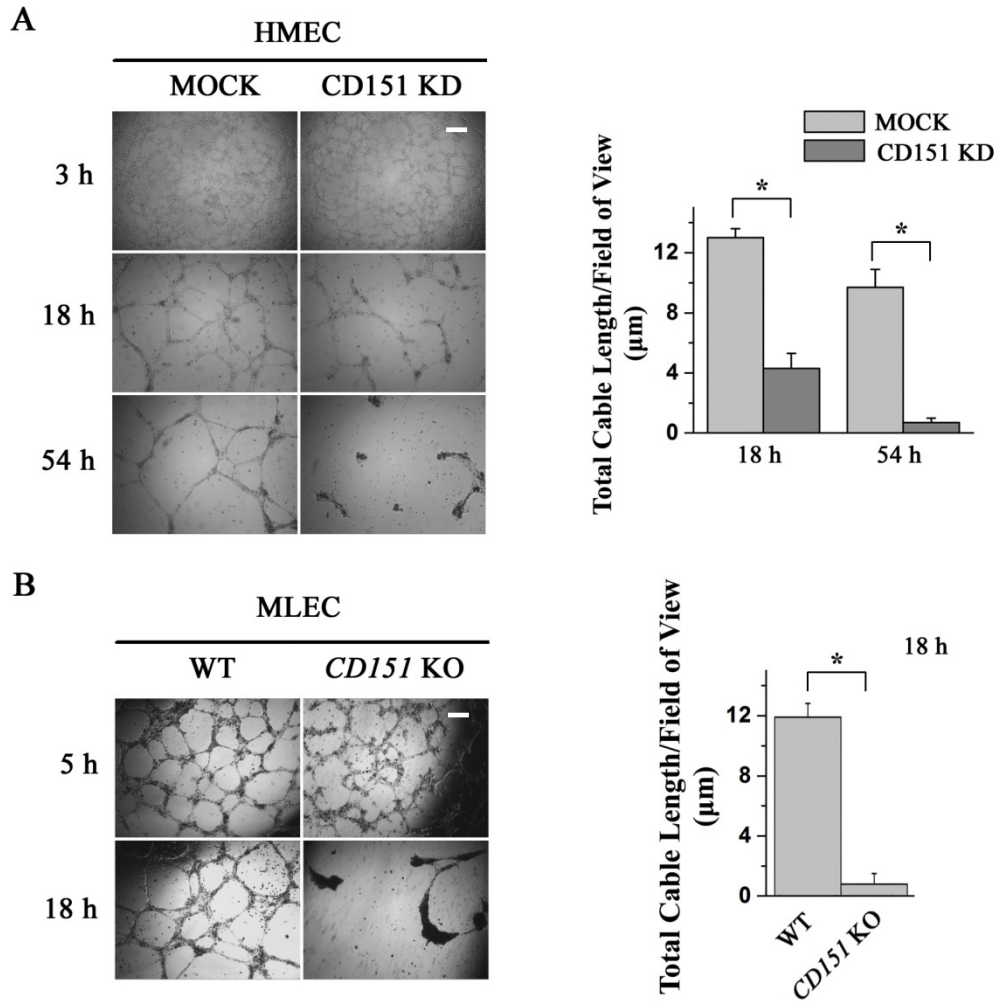 A
HMEC
MOCK CD151 KD
3 h
18 h
54 h
MOCK
CD151 KD
Total Cable Length/Field of View
(μm)
*
*
12
8
4
0
18 h 54 h
B
MLEC
WT CD151 KO
5 h
18 h
Total Cable Length/Field of View
(μm)
18 h
*
12
8
4
0
WT
CD151 KO